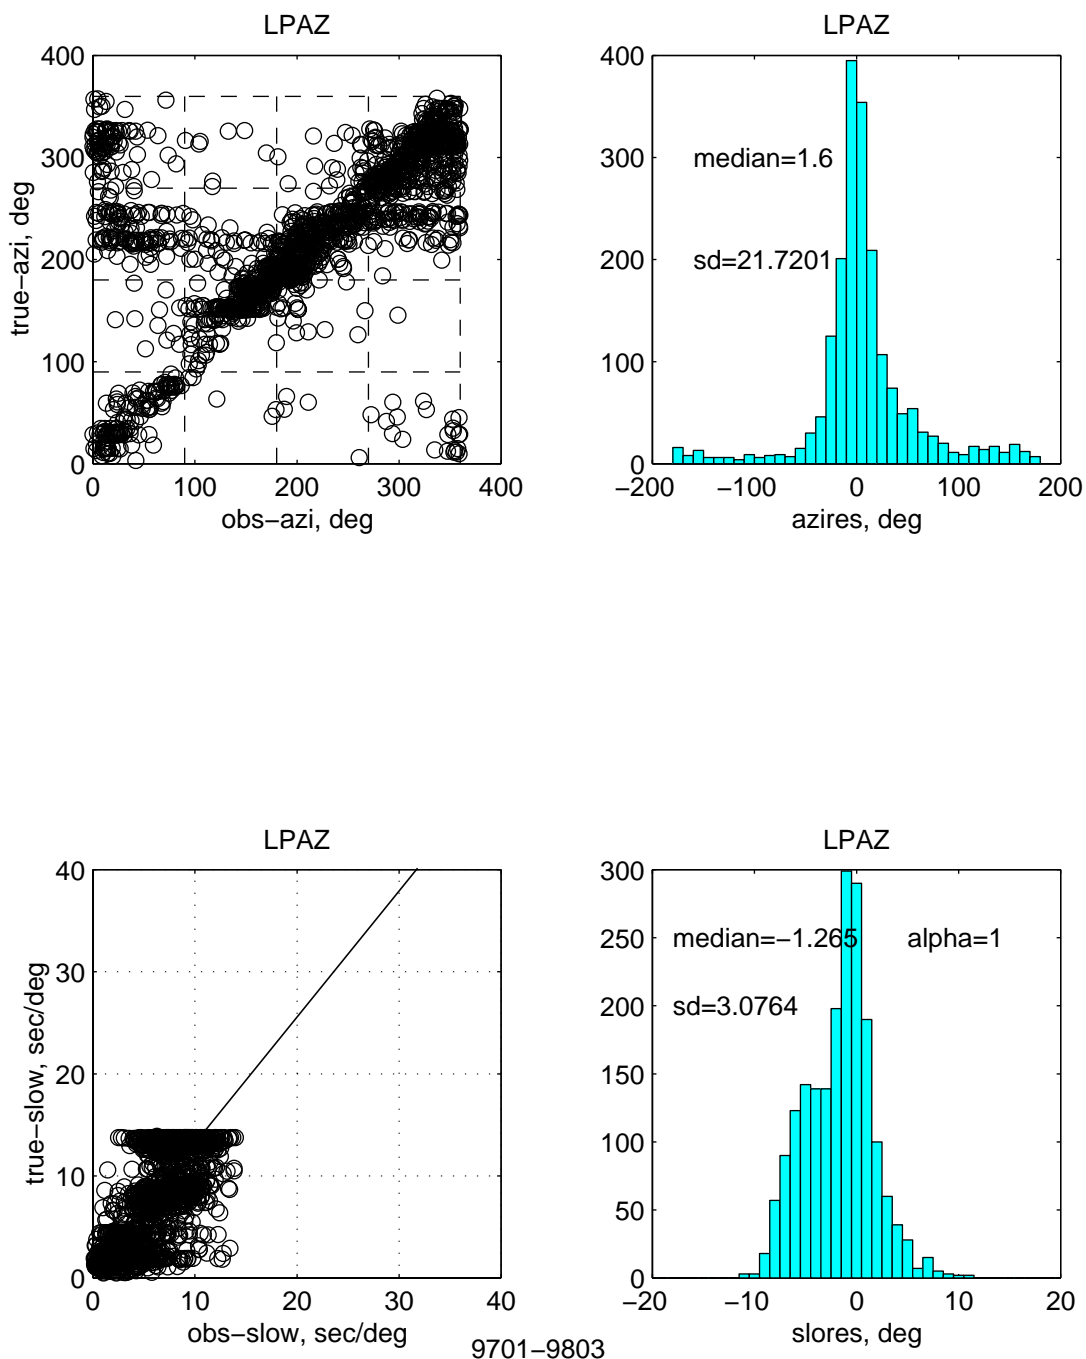 LPAZ
400
300
200
100
0
true−azi, deg
0 100 200 300 400
obs−azi, deg
LPAZ
400
300
200
100
0
median=1.6
sd=21.7201
−200 −100 0 100 200
azires, deg
LPAZ
40
30
20
10
0
true−slow, sec/deg
0 10 20 30 40
obs−slow, sec/deg
LPAZ
300
250
200
150
100
50
0
median=−1.265 alpha=1
sd=3.0764
−20 −10 0 10 20
slores, deg
9701−9803